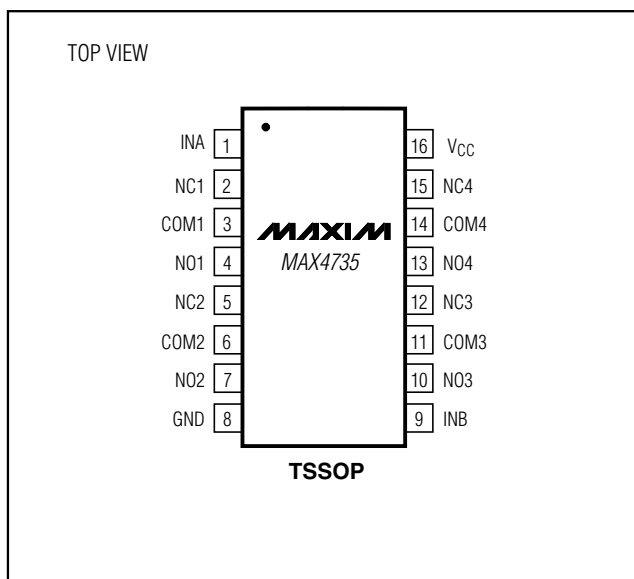 TOP VIEW
INA 1 16 VCC
NC1 2 15 NC4
COM1 3 MAXIM 14 COM4
NO1 4 MAX4735 13 NO4
NC2 5 12 NC3
COM2 6 11 COM3
NO2 7 10 NO3
GND 8 9 INB
TSSOP